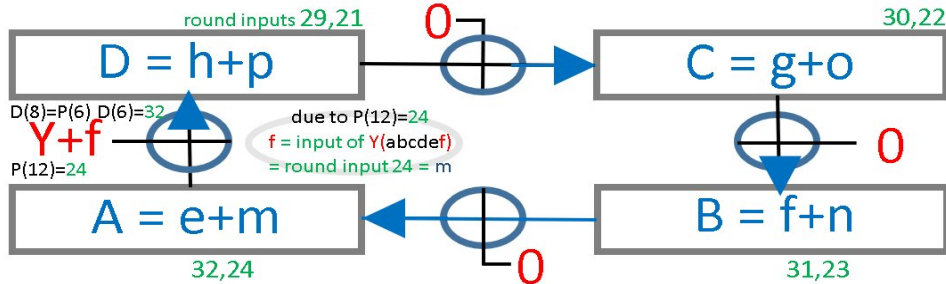 round inputs 29,21
0
30,22
D = h+p
C = g+o
D(8)=P(6) D(6)=32
Y+f
P(12)=24
due to P(12)=24
f = input of Y(abcdef)
= round input 24 = m
0
A = e+m
B = f+n
32,24
0
31,23